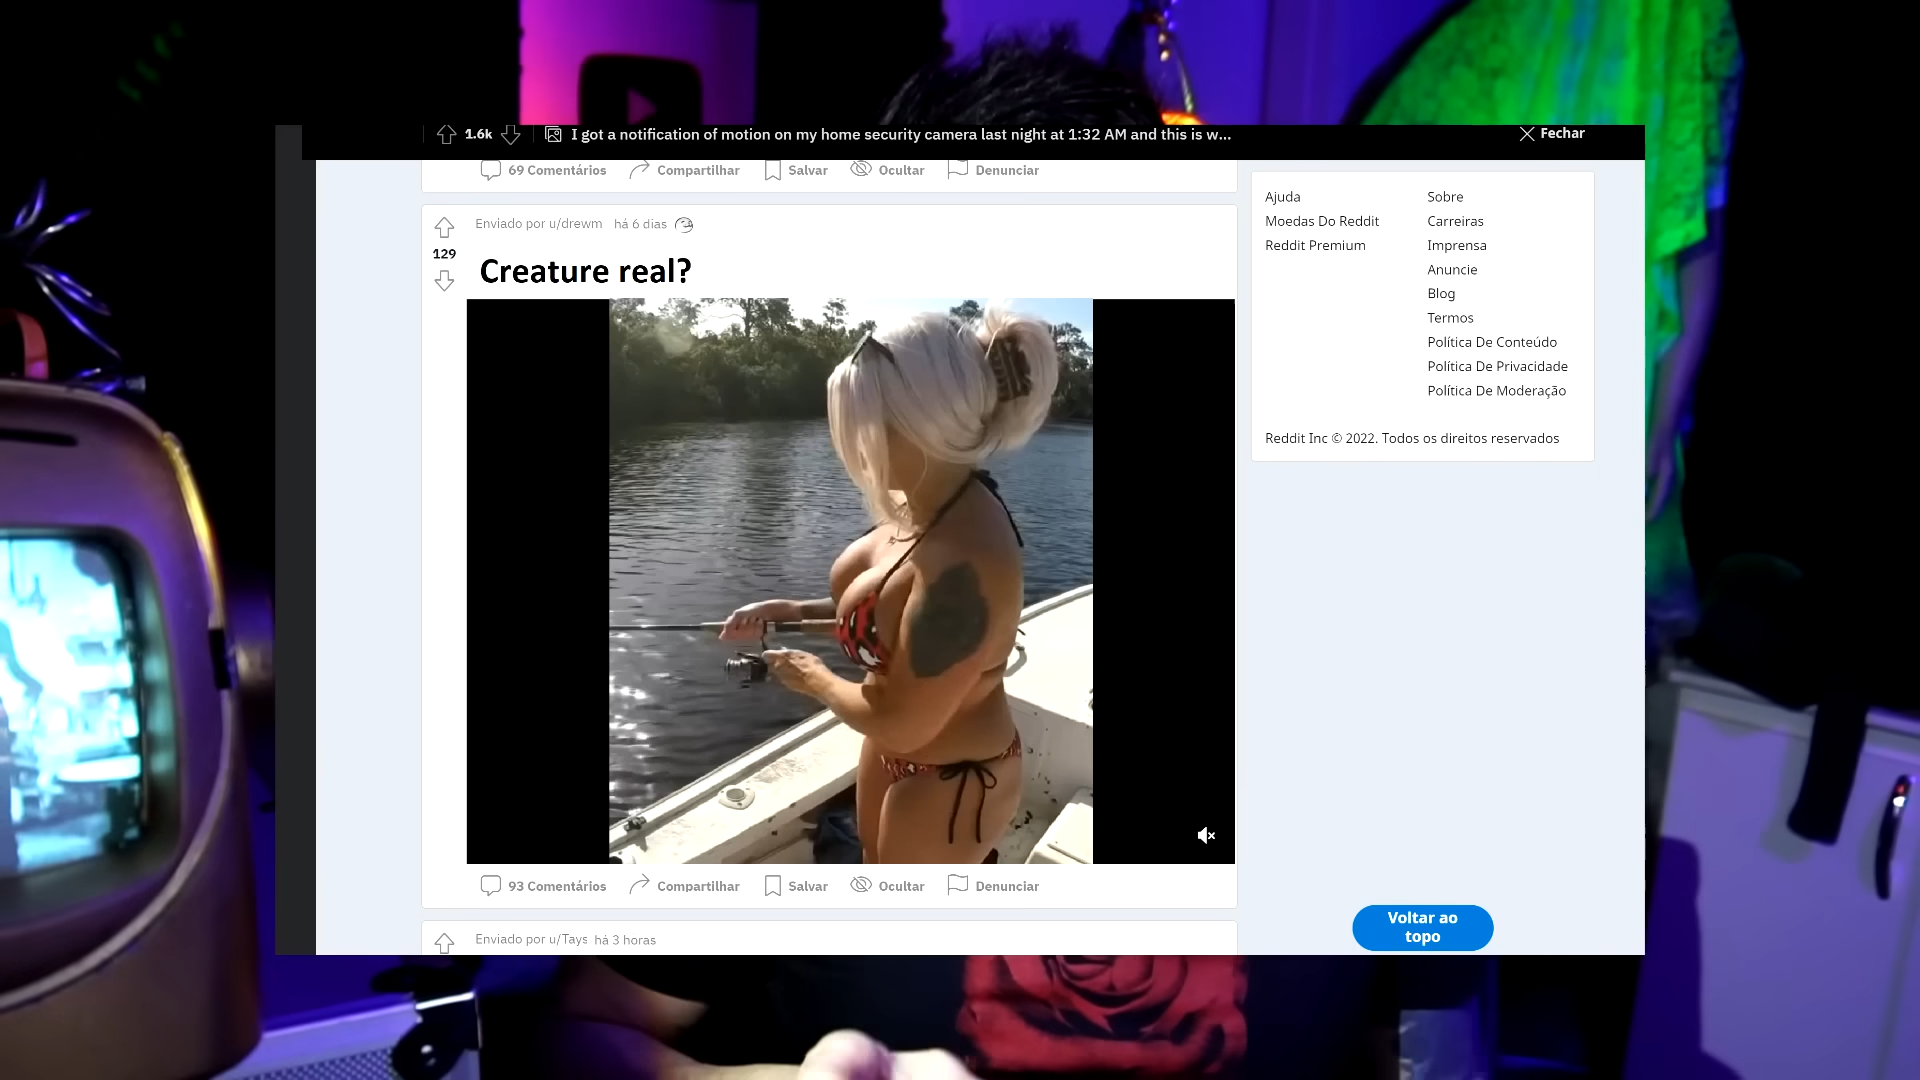 1.6k
I got a notification of motion on my home security camera last night at 1:32 AM and this is w...
Fechar
69 Comentários
Compartilhar
Salvar
Ocultar
Denunciar
Enviado por u/drewm há 6 dias
129
Creature real?
93 Comentários
Compartilhar
Salvar
Ocultar
Denunciar
Enviado por u/Tays há 3 horas
Ajuda
Moedas Do Reddit
Reddit Premium
Sobre
Carreiras
Imprensa
Anuncie
Blog
Termos
Política De Conteúdo
Política De Privacidade
Política De Moderação
Reddit Inc © 2022. Todos os direitos reservados
Voltar ao
topo